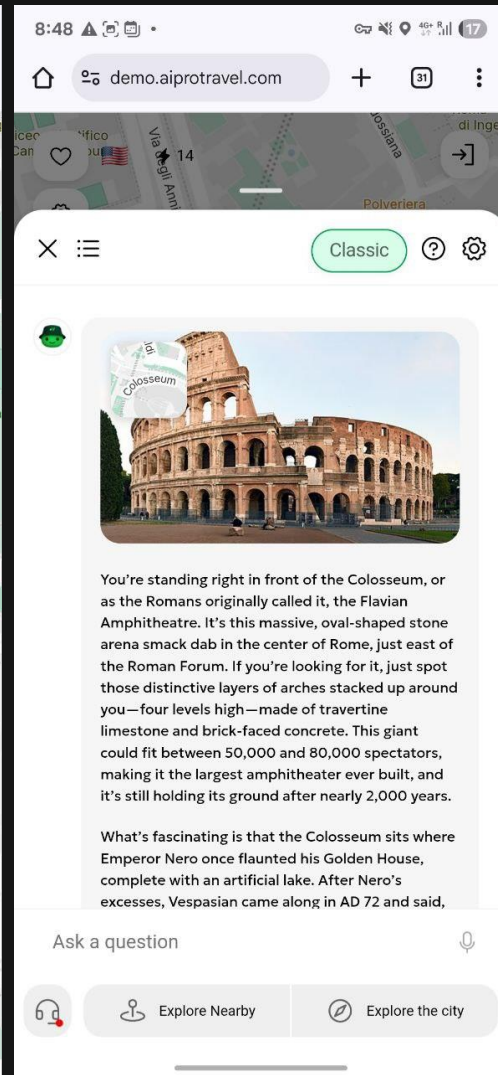 8:48
4G+
17
demo.aiprotravel.com
31
14
Via degli Anni
di Inge
Polveriera
Classic
Colosseum
You're standing right in front of the Colosseum, or
as the Romans originally called it, the Flavian
Amphitheatre. It's this massive, oval-shaped stone
arena smack dab in the center of Rome, just east of
the Roman Forum. If you're looking for it, just spot
those distinctive layers of arches stacked up around
you—four levels high—made of travertine
limestone and brick-faced concrete. This giant
could fit between 50,000 and 80,000 spectators,
making it the largest amphitheater ever built, and
it's still holding its ground after nearly 2,000 years.
What's fascinating is that the Colosseum sits where
Emperor Nero once flaunted his Golden House,
complete with an artificial lake. After Nero's
excesses, Vespasian came along in AD 72 and said,
Ask a question
Explore Nearby
Explore the city